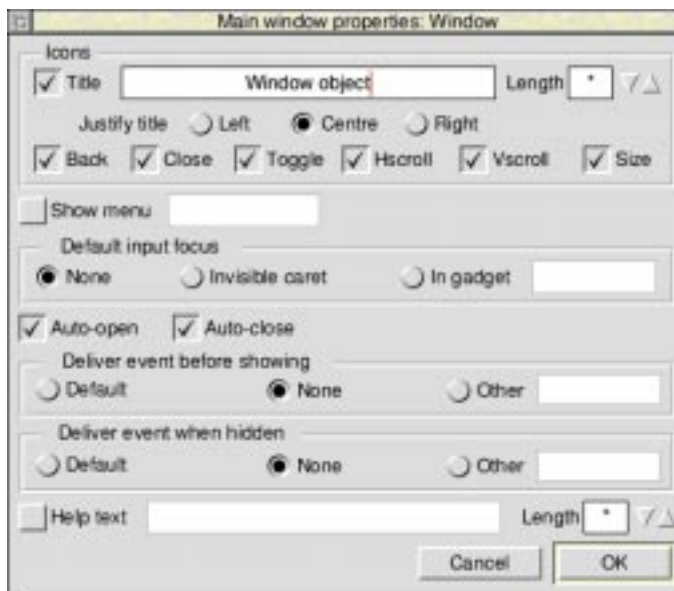 Main window properties: Window
Icons
Title Window object Length *
Justify title Left Centre Right
Back Close Toggle Hscroll Vscroll Size
Show menu
Default input focus
None Invisible caret In gadget
Auto-open Auto-close
Deliver event before showing
Default None Other
Deliver event when hidden
Default None Other
Help text Length *
Cancel OK